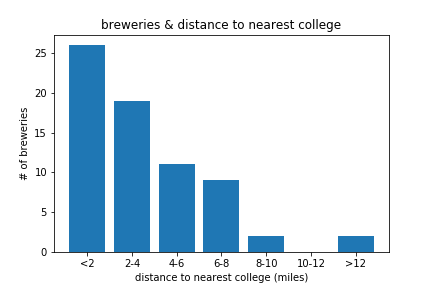 breweries & distance to nearest college
# of breweries
25
20
15
10
5
0
<2 2-4 4-6 6-8 8-10 10-12 >12
distance to nearest college (miles)